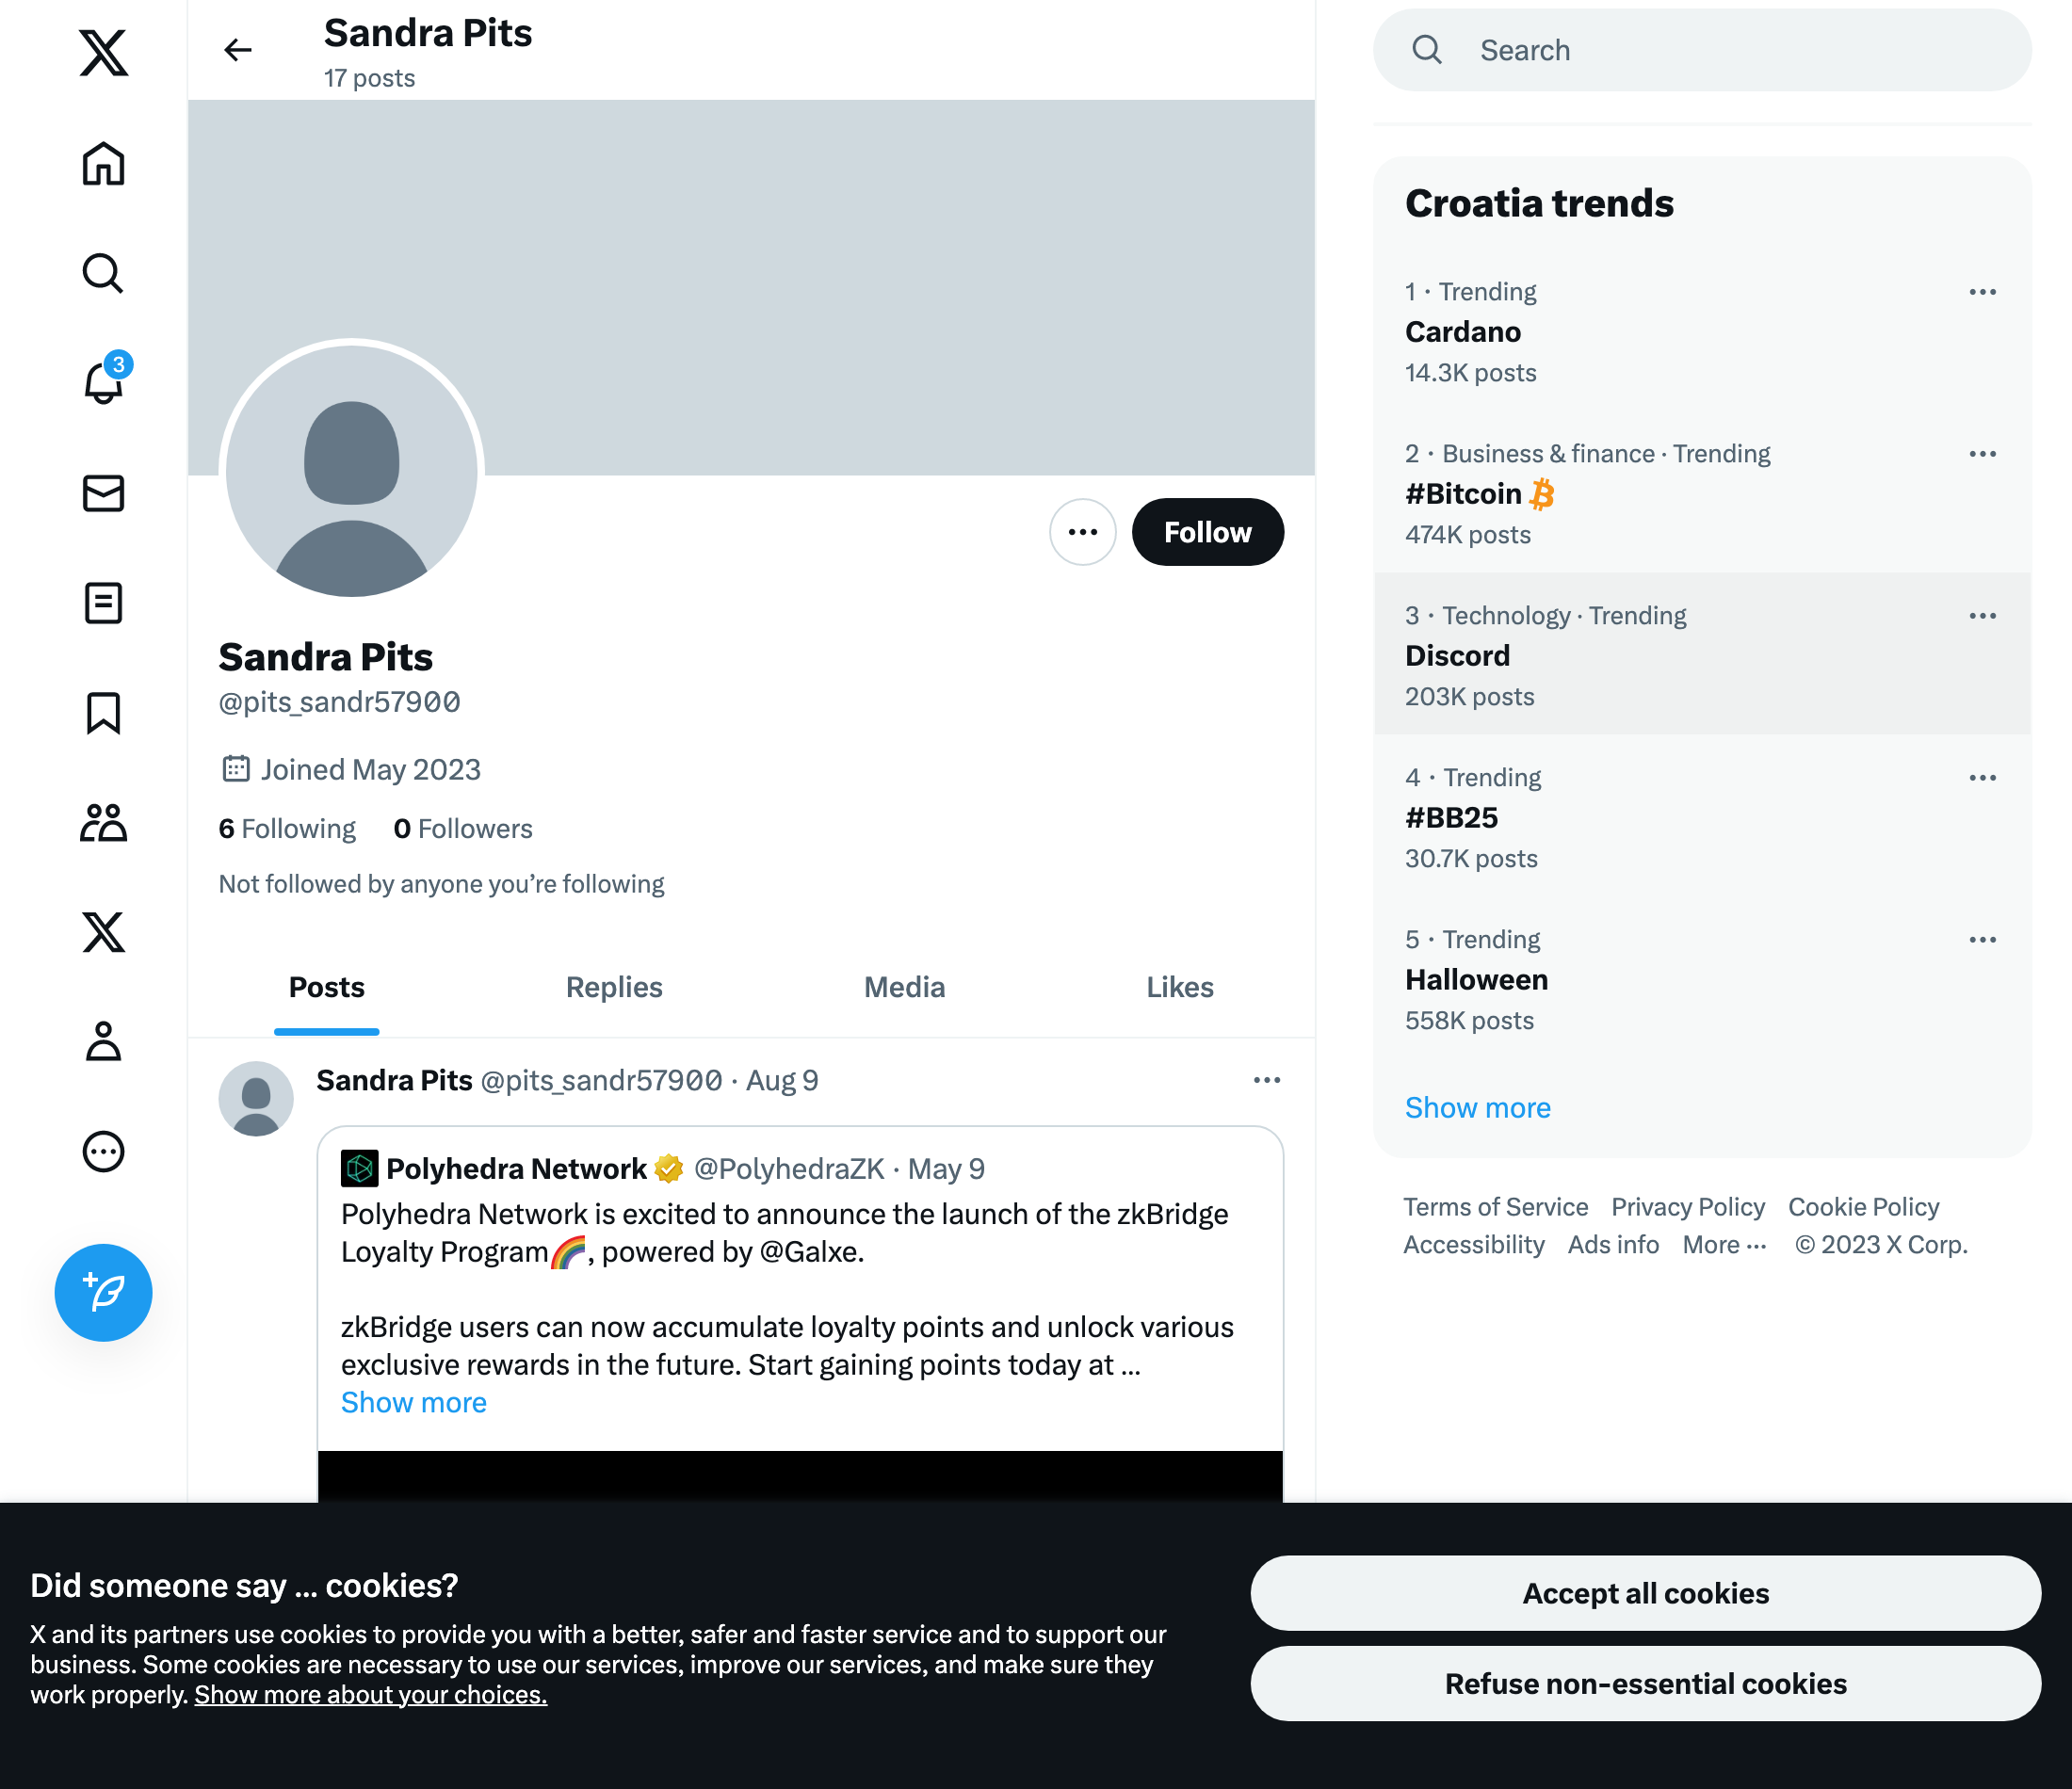 Sandra Pits
17 posts
3
Follow
Sandra Pits
@pits_sandr57900
Joined May 2023
6 Following 0 Followers
Not followed by anyone you’re following
Posts Replies Media Likes
Sandra Pits @pits_sandr57900 · Aug 9
Polyhedra Network @PolyhedraZK · May 9
Polyhedra Network is excited to announce the launch of the zkBridge
Loyalty Program🌈, powered by @Galxe.
zkBridge users can now accumulate loyalty points and unlock various
exclusive rewards in the future. Start gaining points today at ...
Show more
Search
Croatia trends
1 · Trending
Cardano
14.3K posts
2 · Business & finance · Trending
#Bitcoin
474K posts
3 · Technology · Trending
Discord
203K posts
4 · Trending
#BB25
30.7K posts
5 · Trending
Halloween
558K posts
Show more
Terms of Service Privacy Policy Cookie Policy
Accessibility Ads info More ... © 2023 X Corp.
Did someone say ... cookies?
X and its partners use cookies to provide you with a better, safer and faster service and to support our
business. Some cookies are necessary to use our services, improve our services, and make sure they
work properly. Show more about your choices.
Accept all cookies
Refuse non-essential cookies